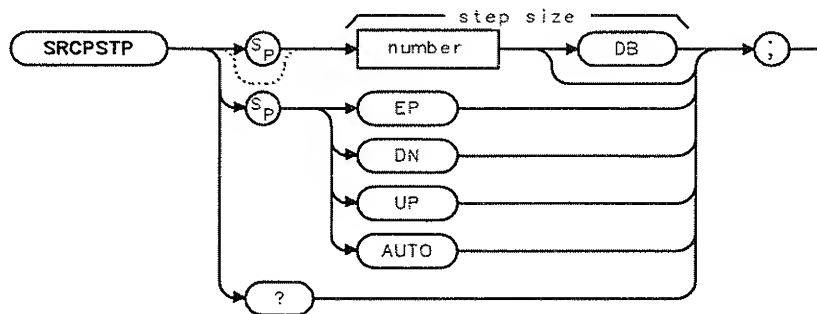 step size
SRCPSTP SP number DB ;
SP EP
DN
UP
AUTO
?